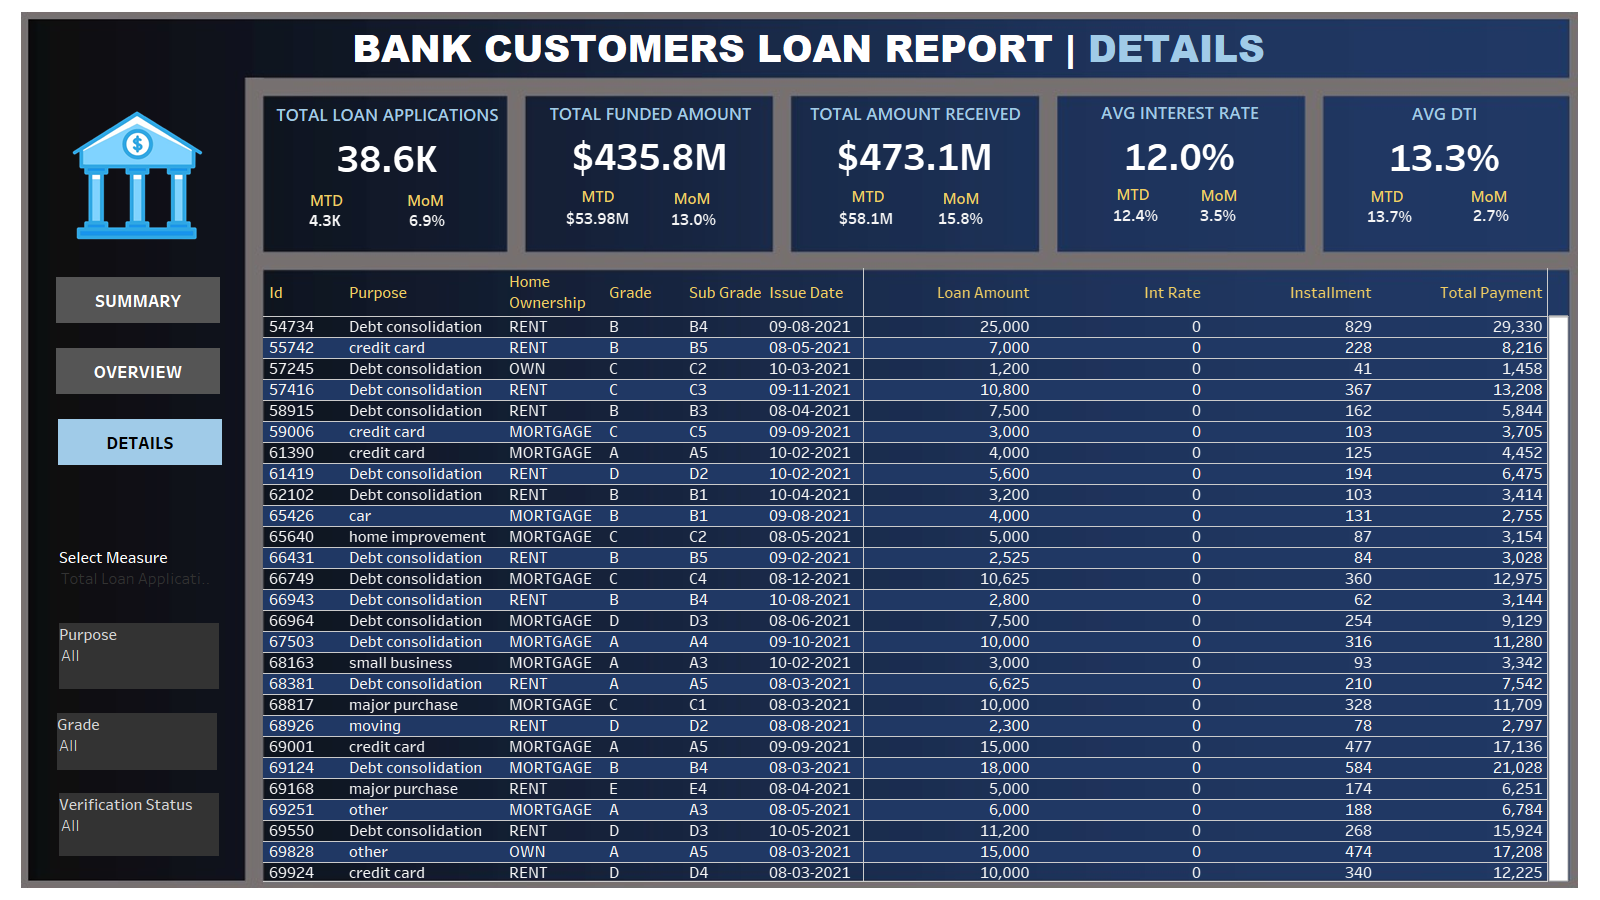 BANK CUSTOMERS LOAN REPORT | DETAILS
$
SUMMARY
OVERVIEW
DETAILS
Select Measure
Total Loan Applicati..
Purpose
All
Grade
All
Verification Status
All
TOTAL LOAN APPLICATIONS
38.6K
MTD MoM
4.3K 6.9%
TOTAL FUNDED AMOUNT
$435.8M
MTD MoM
$53.98M 13.0%
TOTAL AMOUNT RECEIVED
$473.1M
MTD MoM
$58.1M 15.8%
AVG INTEREST RATE
12.0%
MTD MoM
12.4% 3.5%
AVG DTI
13.3%
MTD MoM
13.7% 2.7%
Id Purpose Home Ownership Grade Sub Grade Issue Date Loan Amount Int Rate Installment Total Payment
54734 Debt consolidation RENT B B4 09-08-2021 25,000 0 829 29,330
55742 credit card RENT B B5 08-05-2021 7,000 0 228 8,216
57245 Debt consolidation OWN C C2 10-03-2021 1,200 0 41 1,458
57416 Debt consolidation RENT C C3 09-11-2021 10,800 0 367 13,208
58915 Debt consolidation RENT B B3 08-04-2021 7,500 0 162 5,844
59006 credit card MORTGAGE C C5 09-09-2021 3,000 0 103 3,705
61390 credit card MORTGAGE A A5 10-02-2021 4,000 0 125 4,452
61419 Debt consolidation RENT D D2 10-02-2021 5,600 0 194 6,475
62102 Debt consolidation RENT B B1 10-04-2021 3,200 0 103 3,414
65426 car MORTGAGE B B1 09-08-2021 4,000 0 131 2,755
65640 home improvement MORTGAGE C C2 08-05-2021 5,000 0 87 3,154
66431 Debt consolidation RENT B B5 09-02-2021 2,525 0 84 3,028
66749 Debt consolidation MORTGAGE C C4 08-12-2021 10,625 0 360 12,975
66943 Debt consolidation RENT B B4 10-08-2021 2,800 0 62 3,144
66964 Debt consolidation MORTGAGE D D3 08-06-2021 7,500 0 254 9,129
67503 Debt consolidation MORTGAGE A A4 09-10-2021 10,000 0 316 11,280
68163 small business MORTGAGE A A3 10-02-2021 3,000 0 93 3,342
68381 Debt consolidation RENT A A5 08-03-2021 6,625 0 210 7,542
68817 major purchase MORTGAGE C C1 08-03-2021 10,000 0 328 11,709
68926 moving RENT D D2 08-08-2021 2,300 0 78 2,797
69001 credit card MORTGAGE A A5 09-09-2021 15,000 0 477 17,136
69124 Debt consolidation MORTGAGE B B4 08-03-2021 18,000 0 584 21,028
69168 major purchase RENT E E4 08-04-2021 5,000 0 174 6,251
69251 other MORTGAGE A A3 08-05-2021 6,000 0 188 6,784
69550 Debt consolidation RENT D D3 10-05-2021 11,200 0 268 15,924
69828 other OWN A A5 08-03-2021 15,000 0 474 17,208
69924 credit card RENT D D4 08-03-2021 10,000 0 340 12,225